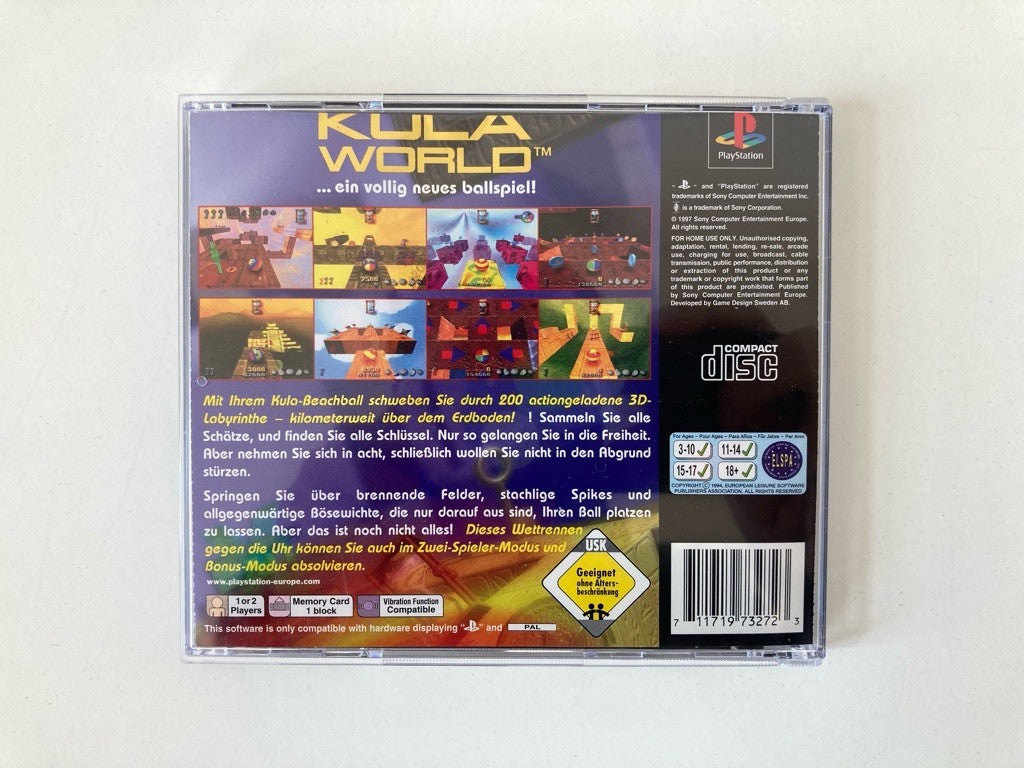 KULA
WORLD™
... ein vollig neues ballspiel!
Mit Ihrem Kula-Beachball schweben Sie durch 200 actiongeladene 3D-
Labyrinthe – kilometerweit über dem Erdboden! ! Sammeln Sie alle
Schätze, und finden Sie alle Schlüssel. Nur so gelangen Sie in die Freiheit.
Aber nehmen Sie sich in acht, schließlich wollen Sie nicht in den Abgrund
stürzen.
Springen Sie über brennende Felder, stachlige Spikes und
allgegenwärtige Bösewichte, die nur darauf aus sind, Ihren Ball platzen
zu lassen. Aber das ist noch nicht alles! Dieses Wettrennen
gegen die Uhr können Sie auch im Zwei-Spieler-Modus und
Bonus-Modus absolvieren.
www.playstation-europe.com
1 or 2
Players
Memory Card
1 block
Vibration Function
Compatible
This software is only compatible with hardware displaying " " and PAL
USK
Geeignet
ohne Alters-
beschränkung
PlayStation
" " and "PlayStation" are registered
trademarks of Sony Computer Entertainment Inc.
is a trademark of Sony Corporation.
© 1997 Sony Computer Entertainment Europe.
All rights reserved.
FOR HOME USE ONLY. Unauthorised copying,
adaptation, rental, lending, re-sale, arcade
use, charging for use, broadcast, cable
transmission, public performance, distribution
or extraction of this product or any
trademark or copyright work that forms part
of this product are prohibited. Published
by Sony Computer Entertainment Europe.
Developed by Game Design Sweden AB.
COMPACT
disc
For Ages - Pour Ages - Para Años - Für Jahre - Per Anni
3-10 11-14
15-17 18+
ELSPA
COPYRIGHT © 1994, EUROPEAN LEISURE SOFTWARE
PUBLISHERS ASSOCIATION. ALL RIGHTS RESERVED
7 11719 73272 3